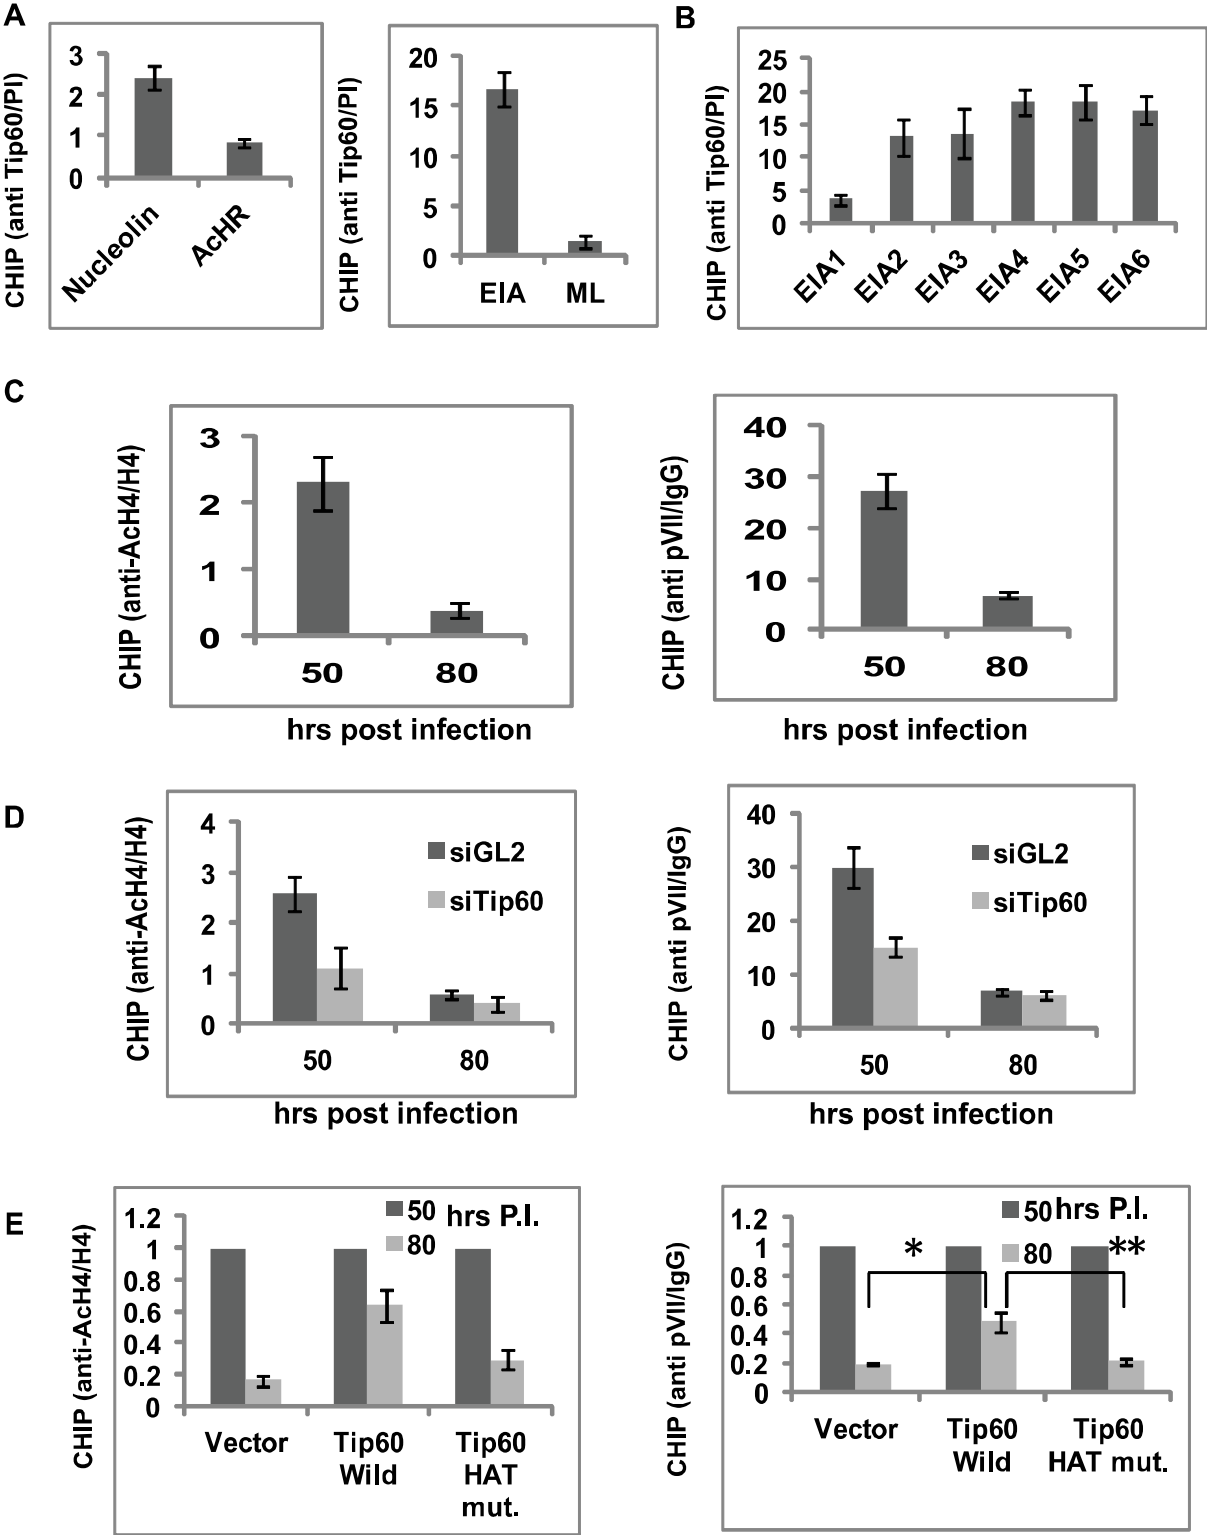 A
CHIP (anti Tip60/PI)
3
2
1
0
Nucleolin
AcHR
CHIP (anti Tip60/PI)
20
15
10
5
0
EIA
ML
B
CHIP (anti Tip60/PI)
25
20
15
10
5
0
EIA1
EIA2
EIA3
EIA4
EIA5
EIA6
C
CHIP (anti-AcH4/H4)
3
2
1
0
50
80
hrs post infection
CHIP (anti pVII/IgG)
40
30
20
10
0
50
80
hrs post infection
D
CHIP (anti-AcH4/H4)
4
3
2
1
0
siGL2
siTip60
50
80
hrs post infection
CHIP (anti pVII/IgG)
40
30
20
10
0
siGL2
siTip60
50
80
hrs post infection
E
CHIP (anti-AcH4/H4)
1.2
1
0.8
0.6
0.4
0.2
0
50 hrs P.I.
80
Vector
Tip60
Wild
Tip60
HAT
mut.
CHIP (anti pVII/IgG)
1.2
1
0.8
0.6
0.4
0.2
0
50 hrs P.I.
80
*
**
Vector
Tip60
Wild
Tip60
HAT mut.